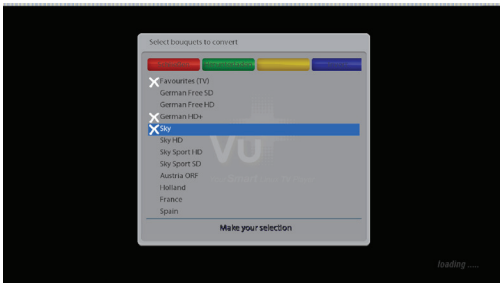 Select bouquets to convert
Favourites (TV)
German Free SD
German Free HD
German HD+
Sky
Sky HD
Sky Sport HD
Sky Sport SD
Austria ORF
Holland
France
Spain
VU+
Make your selection
loading .....